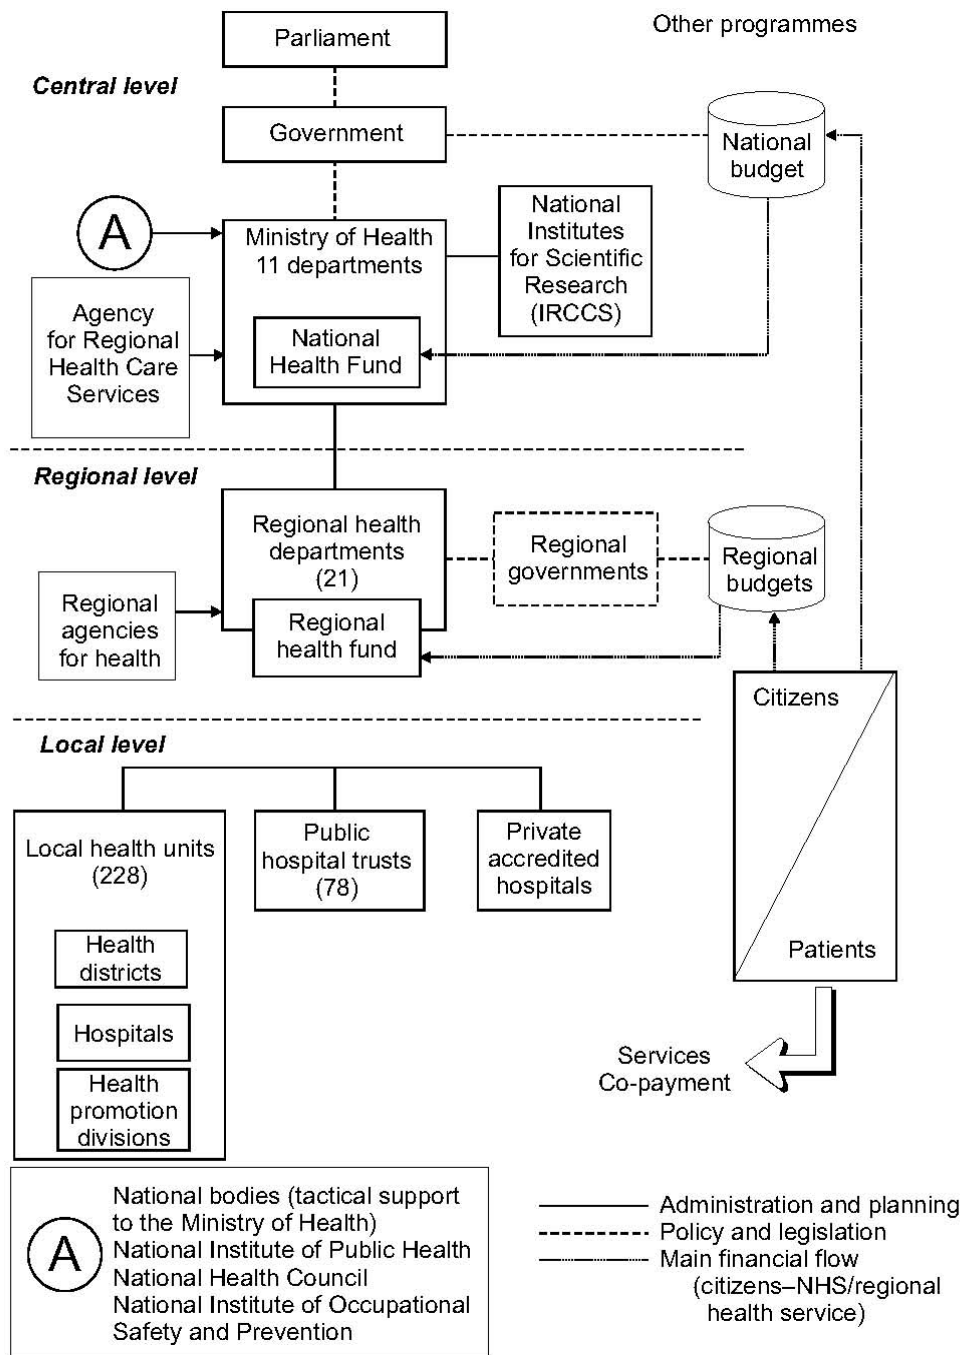 Other programmes
Parliament
Central level
Government
National
budget
A
Ministry of Health
11 departments
National
Institutes
for Scientific
Research
(IRCCS)
Agency
for Regional
Health Care
Services
National
Health Fund
Regional level
Regional health
departments
(21)
Regional
governments
Regional
budgets
Regional
agencies
for health
Regional
health fund
Citizens
Patients
Local level
Local health units
(228)
Public
hospital trusts
(78)
Private
accredited
hospitals
Health
districts
Hospitals
Health
promotion
divisions
Services
Co-payment
A
National bodies (tactical support
to the Ministry of Health)
National Institute of Public Health
National Health Council
National Institute of Occupational
Safety and Prevention
Administration and planning
Policy and legislation
Main financial flow
(citizens–NHS/regional
health service)